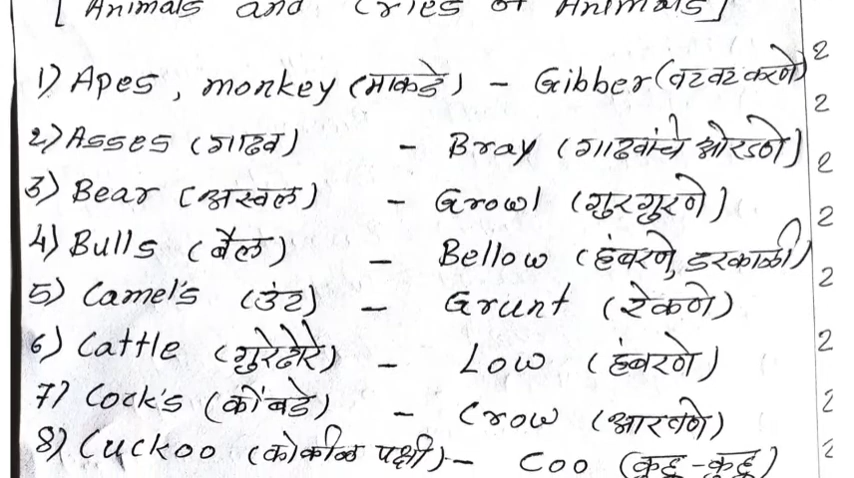 [ Animals and Cries of Animals ]
1) Apes, monkey (माकडे) - Gibber (वटवट करणे)
2) Asses (गाढव) - Bray (गाढवांचे ओरडणे)
3) Bear (अस्वल) - Growl (गुरगुरणे)
4) Bulls (बैल) - Bellow (हंबरणे, डरकाळी)
5) Camel's (उंट) - Grunt (रेकणे)
6) Cattle (गुरेढोरे) - Low (हंबरणे)
7) Cock's (कोंबडे) - Crow (आरवणे)
8) Cuckoo (कोकीळ पक्षी) - Coo (कुहू-कुहू)